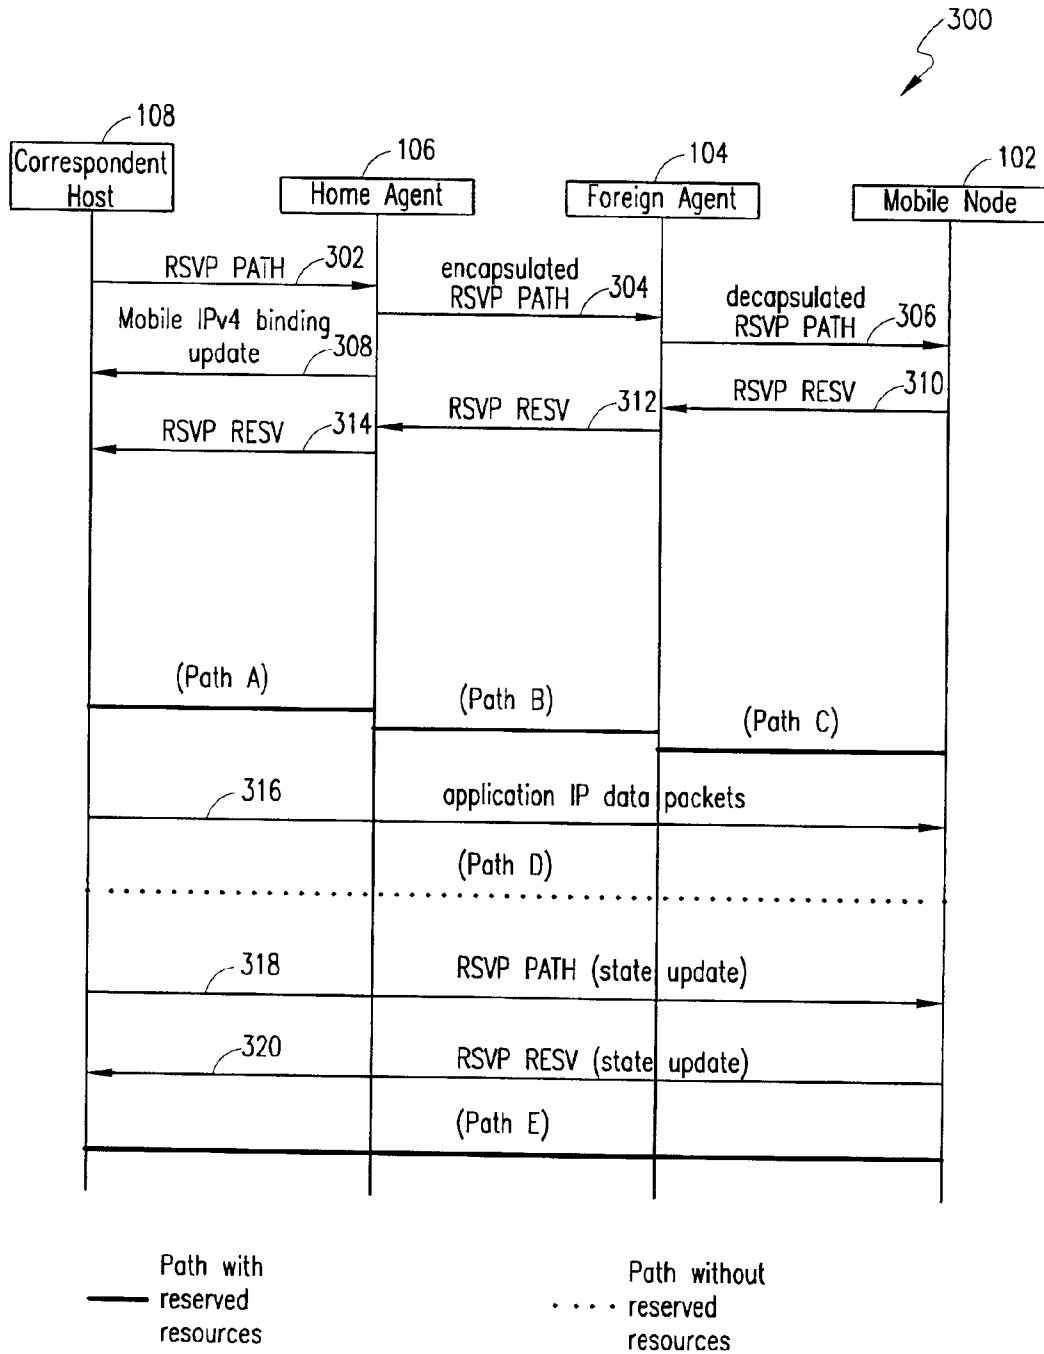 300
108
106
104
102
Correspondent
Host
Home Agent
Foreign Agent
Mobile Node
RSVP PATH
302
encapsulated
RSVP PATH
304
decapsulated
RSVP PATH
306
Mobile IPv4 binding
update
308
RSVP RESV
310
RSVP RESV
312
RSVP RESV
314
(Path A)
(Path B)
(Path C)
316
application IP data packets
(Path D)
318
RSVP PATH (state update)
320
RSVP RESV (state update)
(Path E)
Path with
reserved
resources
Path without
reserved
resources